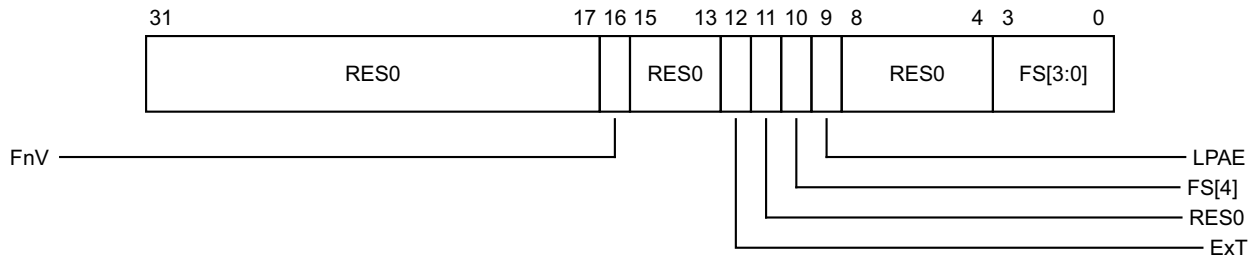 31 17 16 15 13 12 11 10 9 8 4 3 0
RES0 RES0 RES0 FS[3:0]
FnV LPAE
FS[4]
RES0
ExT